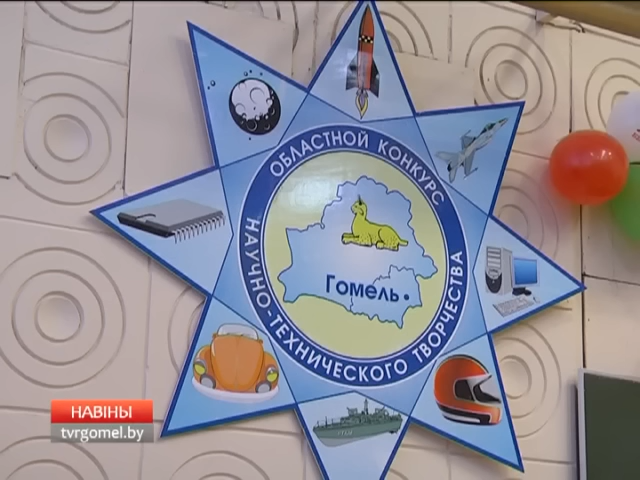 ОБЛАСТНОЙ КОНКУРС
НАУЧНО-ТЕХНИЧЕСКОГО ТВОРЧЕСТВА
Гомель
НАВІНЫ
tvrgomel.by